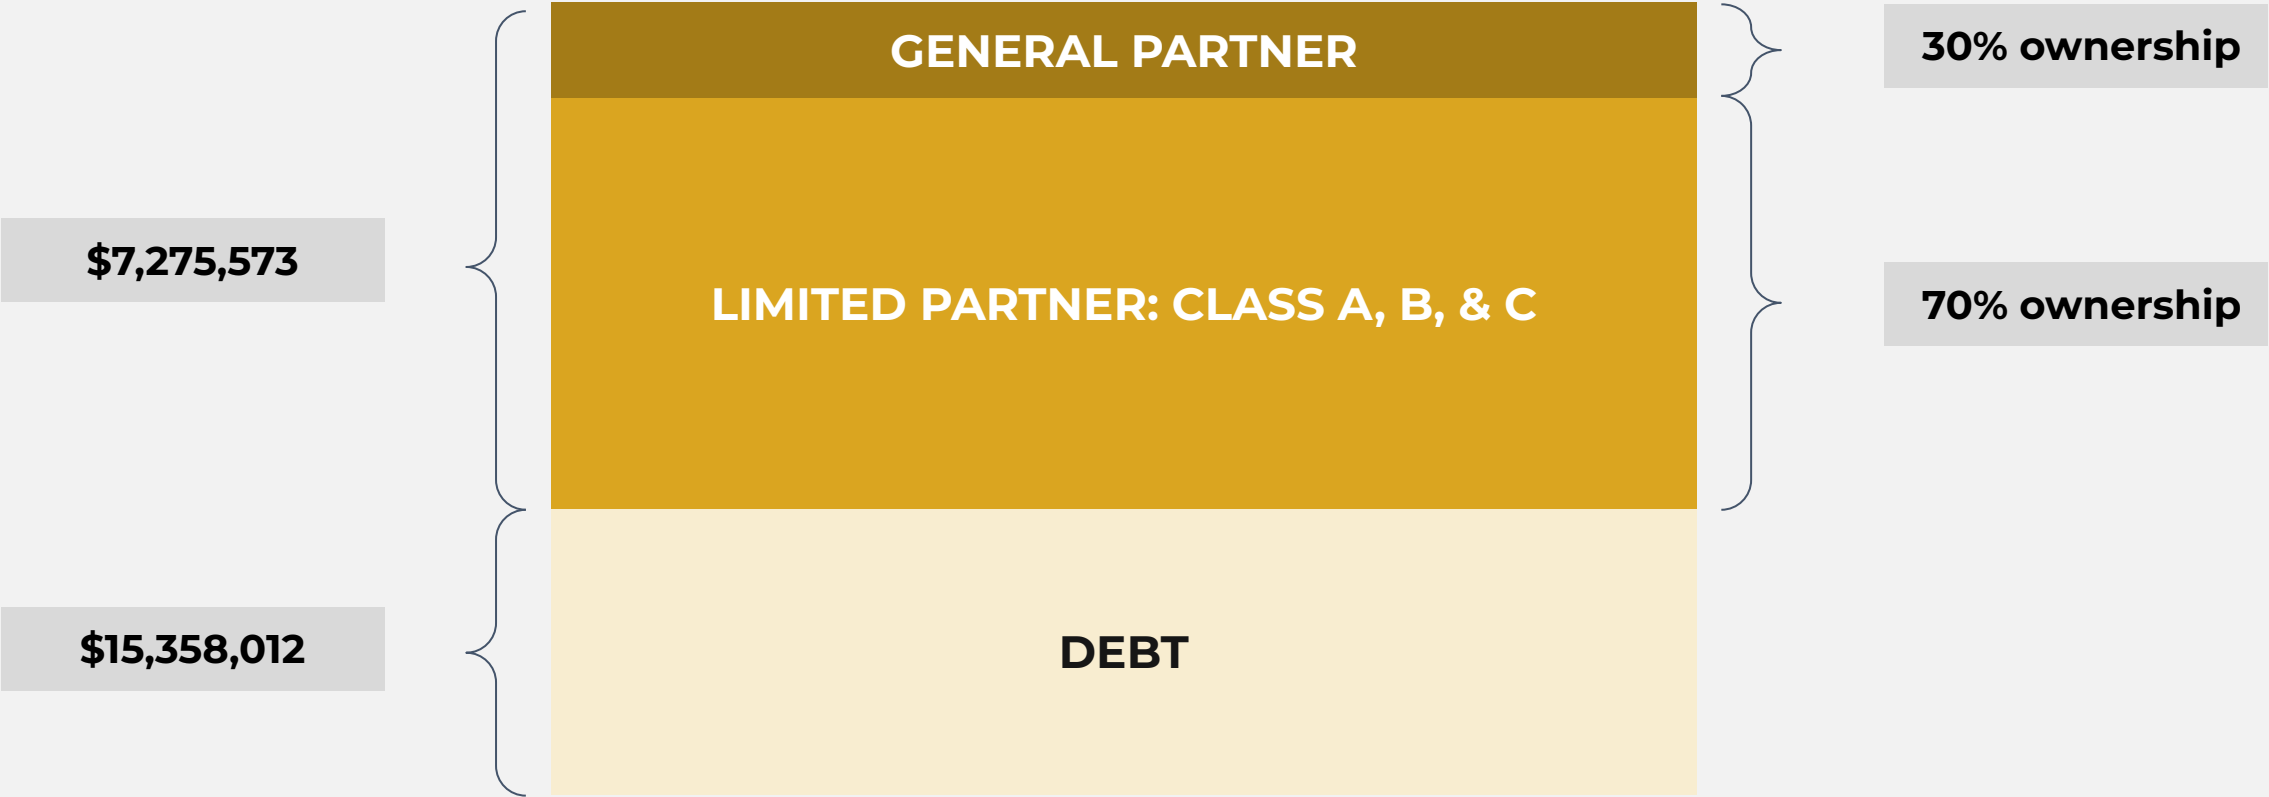 GENERAL PARTNER
30% ownership
$7,275,573
LIMITED PARTNER: CLASS A, B, & C
70% ownership
$15,358,012
DEBT